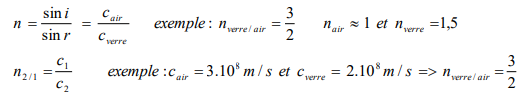 n = sin i / sin r = c_air / c_verre exemple : n_verre/air = 3/2 n_air ≈ 1 et n_verre =1,5
n_2/1 = c_1 / c_2 exemple :c_air = 3.10^8 m / s et c_verre = 2.10^8 m / s => n_verre/air = 3/2